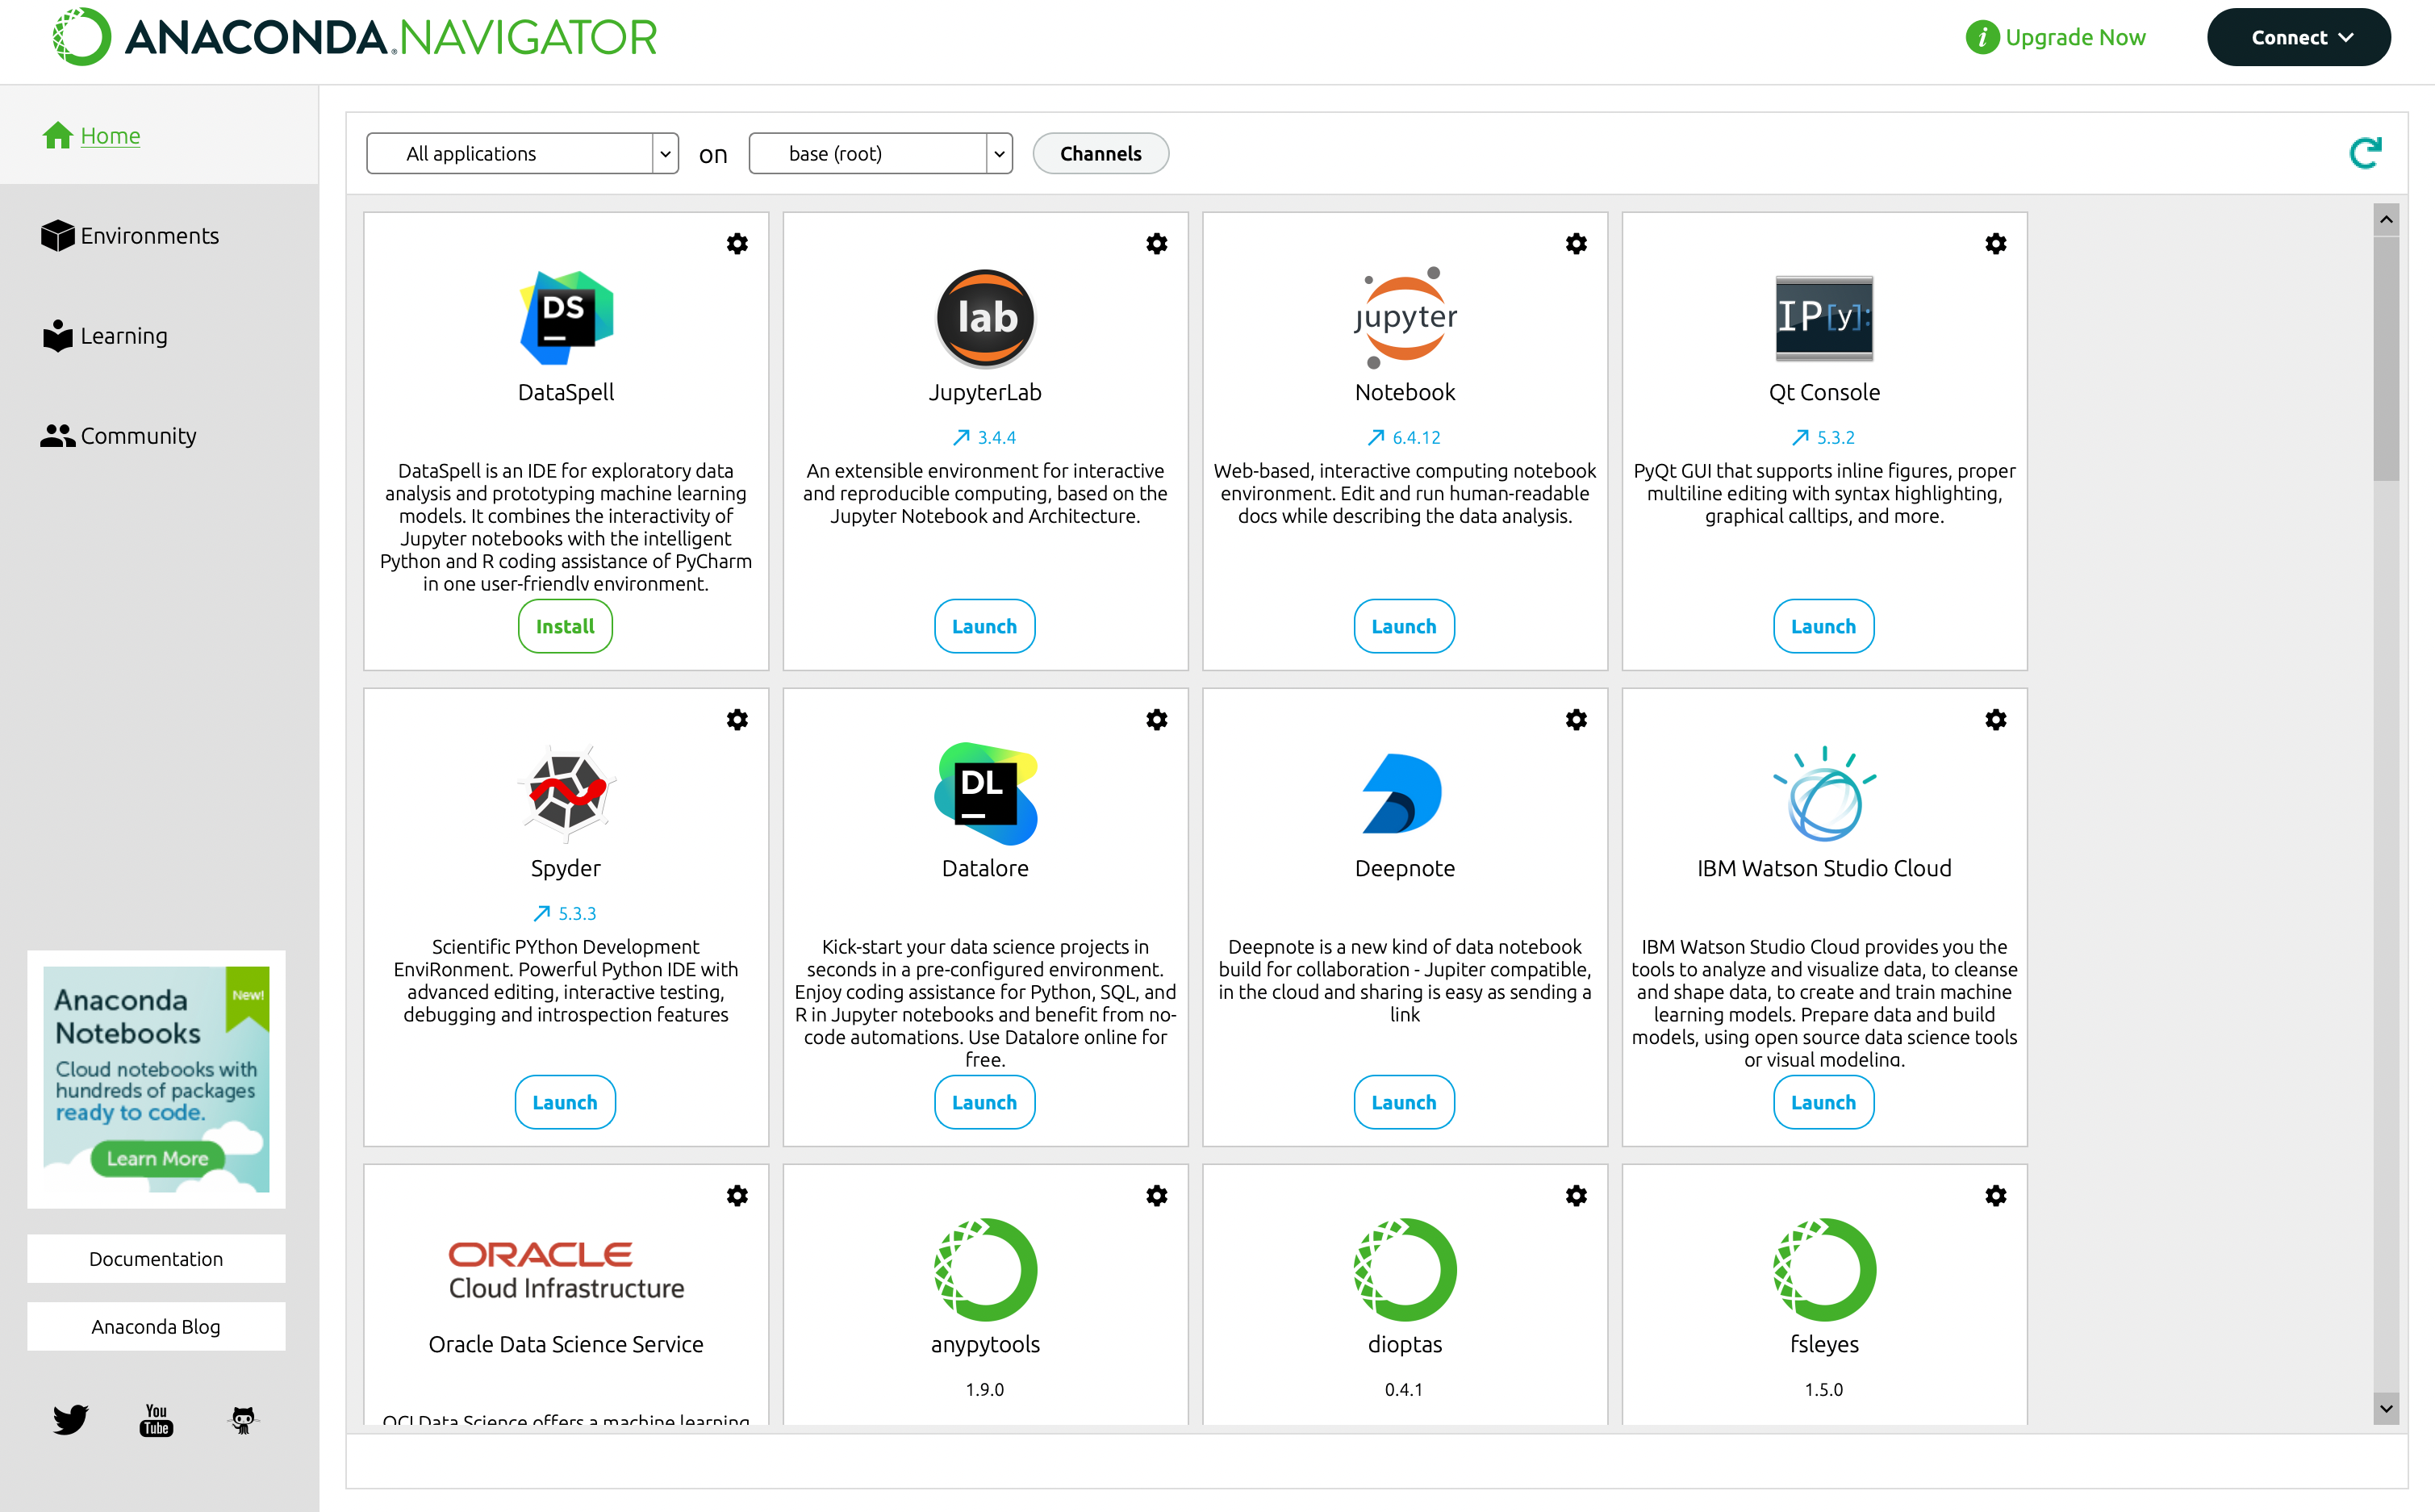 ANACONDA.NAVIGATOR
Upgrade Now
Connect
Home
Environments
Learning
Community
All applications
on
base (root)
Channels
DS
DataSpell
DataSpell is an IDE for exploratory data
analysis and prototyping machine learning
models. It combines the interactivity of
Jupyter notebooks with the intelligent
Python and R coding assistance of PyCharm
in one user-friendly environment.
Install
lab
JupyterLab
3.4.4
An extensible environment for interactive
and reproducible computing, based on the
Jupyter Notebook and Architecture.
Launch
jupyter
Notebook
6.4.12
Web-based, interactive computing notebook
environment. Edit and run human-readable
docs while describing the data analysis.
Launch
IP[y]:
Qt Console
5.3.2
PyQt GUI that supports inline figures, proper
multiline editing with syntax highlighting,
graphical calltips, and more.
Launch
Spyder
5.3.3
Scientific PYthon Development
EnviRonment. Powerful Python IDE with
advanced editing, interactive testing,
debugging and introspection features
Launch
DL
Datalore
Kick-start your data science projects in
seconds in a pre-configured environment.
Enjoy coding assistance for Python, SQL, and
R in Jupyter notebooks and benefit from no-
code automations. Use Datalore online for
free.
Launch
Deepnote
Deepnote is a new kind of data notebook
build for collaboration - Jupiter compatible,
in the cloud and sharing is easy as sending a
link
Launch
IBM Watson Studio Cloud
IBM Watson Studio Cloud provides you the
tools to analyze and visualize data, to cleanse
and shape data, to create and train machine
learning models. Prepare data and build
models, using open source data science tools
or visual modeling.
Launch
ORACLE
Cloud Infrastructure
Oracle Data Science Service
OCI Data Science offers a machine learning
anypytools
1.9.0
dioptas
0.4.1
fsleyes
1.5.0
New!
Anaconda
Notebooks
Cloud notebooks with
hundreds of packages
ready to code.
Learn More
Documentation
Anaconda Blog
You
Tube